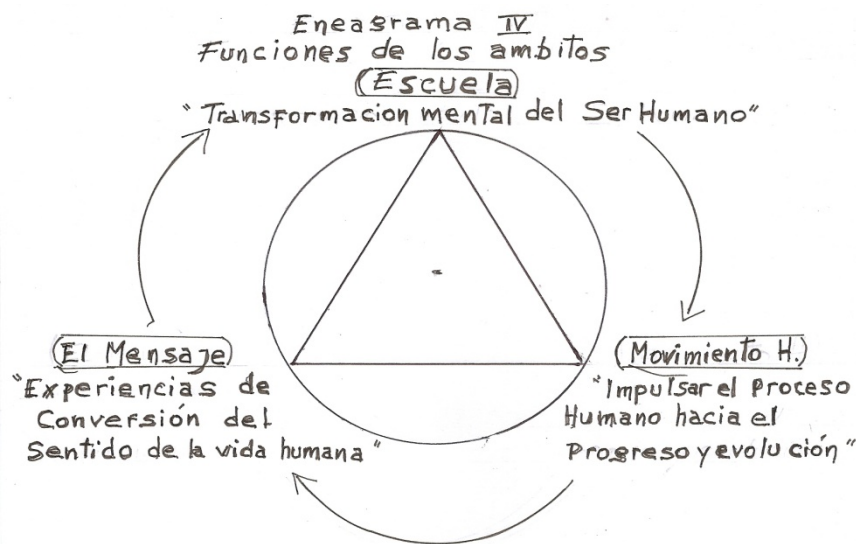 Eneagrama IV
Funciones de los ambitos
(Escuela)
"Transformacion mental del Ser Humano"
(El Mensaje)
"Experiencias de
Conversión del
Sentido de la vida humana"
(Movimiento H.)
"Impulsar el Proceso
Humano hacia el
Progreso y evolución"